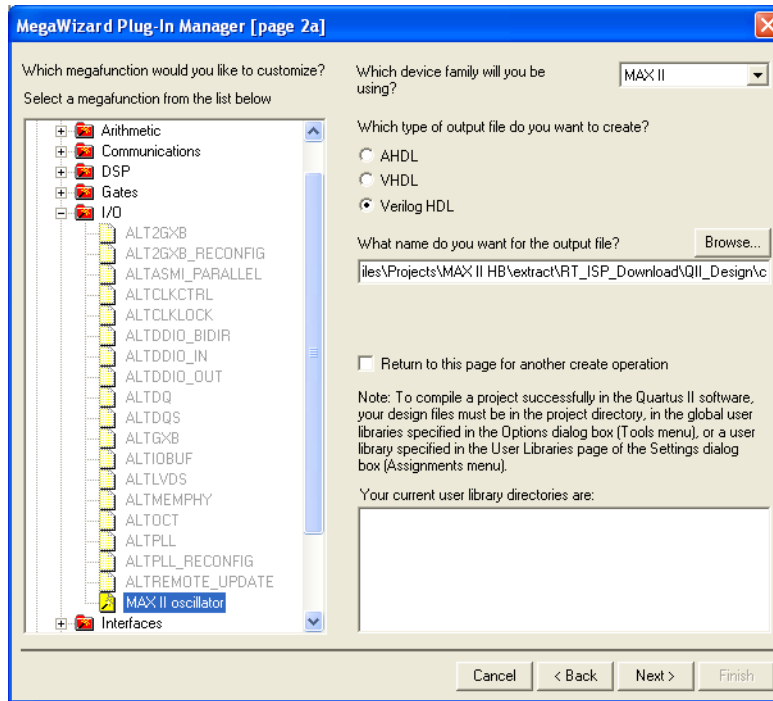 MegaWizard Plug-In Manager [page 2a]
Which megafunction would you like to customize?
Select a megafunction from the list below
Arithmetic
Communications
DSP
Gates
I/O
ALT2GXB
ALT2GXB_RECONFIG
ALTASMI_PARALLEL
ALTCLKCTRL
ALTCLKLOCK
ALTDDIO_BIDIR
ALTDDIO_IN
ALTDDIO_OUT
ALTDQ
ALTDQS
ALTGXB
ALTIOBUF
ALTLVDS
ALTMEMPHY
ALTOCT
ALTPLL
ALTPLL_RECONFIG
ALTREMOTE_UPDATE
MAX II oscillator
Interfaces
Which device family will you be
using?
MAX II
Which type of output file do you want to create?
AHDL
VHDL
Verilog HDL
What name do you want for the output file?
Browse...
iles\Projects\MAX II HB\extract\RT_ISP_Download\QII_Design\c
Return to this page for another create operation
Note: To compile a project successfully in the Quartus II software,
your design files must be in the project directory, in the global user
libraries specified in the Options dialog box (Tools menu), or a user
library specified in the User Libraries page of the Settings dialog
box (Assignments menu).
Your current user library directories are:
Cancel
< Back
Next >
Finish